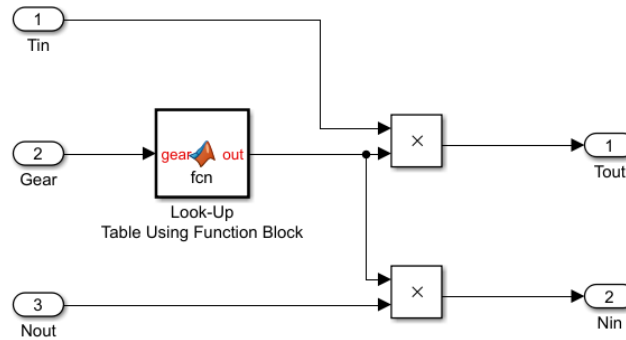 1
Tin
2
Gear
gear out
fcn
Look-Up
Table Using Function Block
3
Nout
×
×
1
Tout
2
Nin